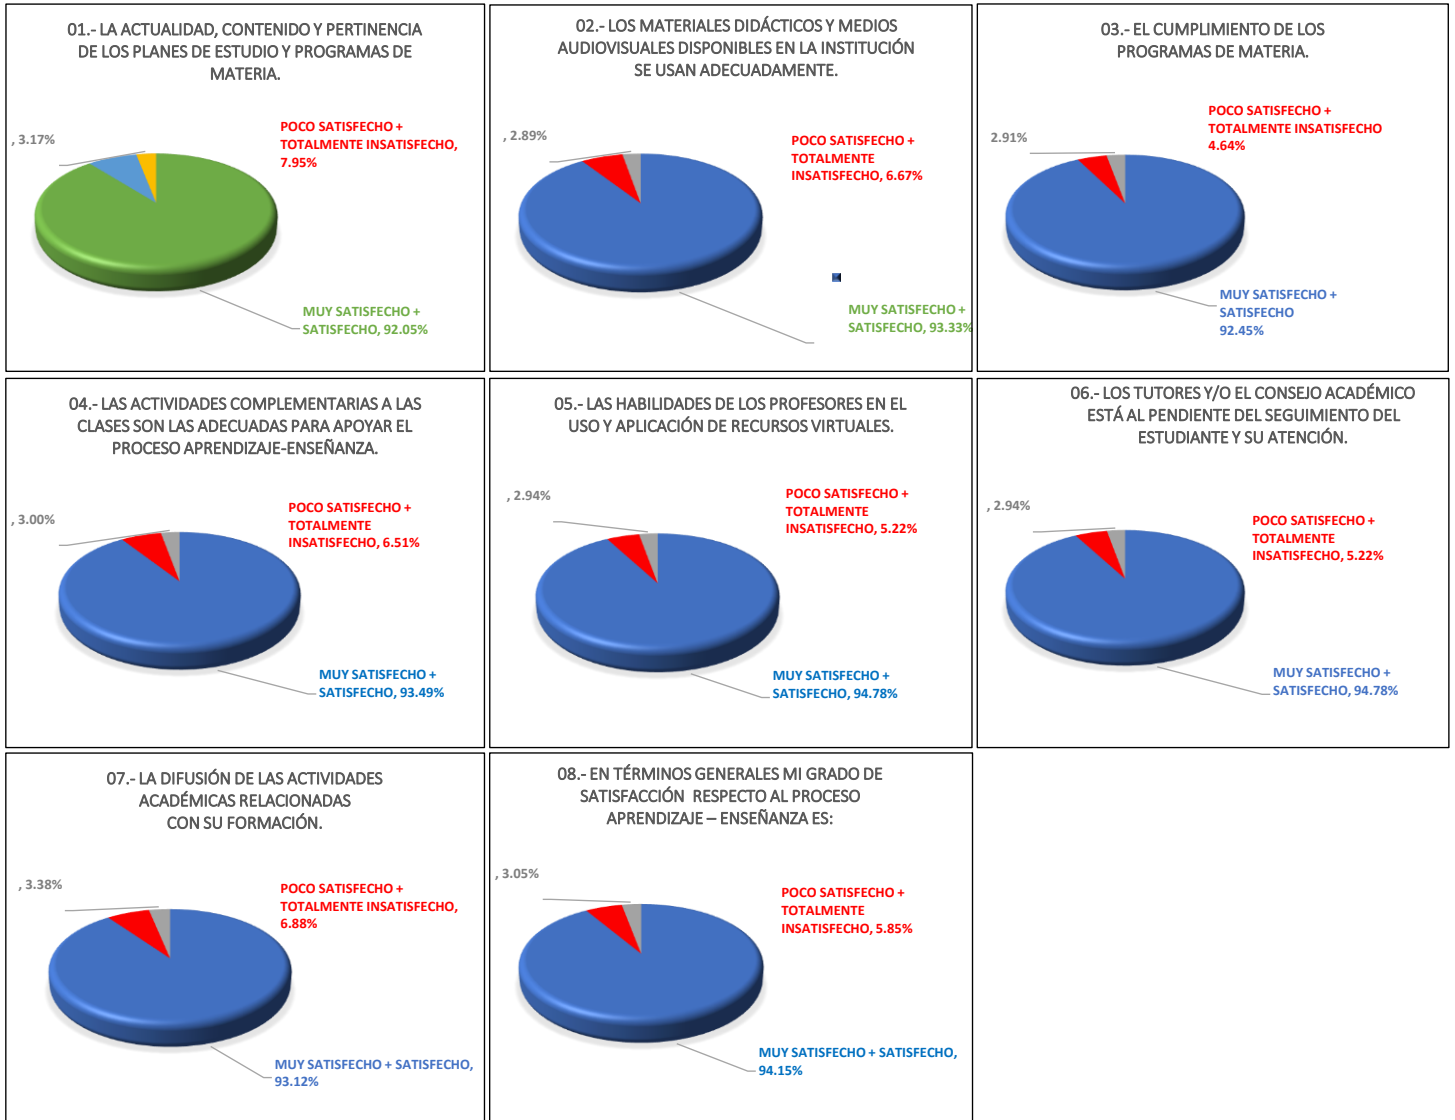 01.- LA ACTUALIDAD, CONTENIDO Y PERTINENCIA
DE LOS PLANES DE ESTUDIO Y PROGRAMAS DE
MATERIA.
, 3.17%
POCO SATISFECHO +
TOTALMENTE INSATISFECHO,
7.95%
MUY SATISFECHO +
SATISFECHO, 92.05%
02.- LOS MATERIALES DIDÁCTICOS Y MEDIOS
AUDIOVISUALES DISPONIBLES EN LA INSTITUCIÓN
SE USAN ADECUADAMENTE.
, 2.89%
POCO SATISFECHO +
TOTALMENTE
INSATISFECHO, 6.67%
MUY SATISFECHO +
SATISFECHO, 93.33%
03.- EL CUMPLIMIENTO DE LOS
PROGRAMAS DE MATERIA.
2.91%
POCO SATISFECHO +
TOTALMENTE INSATISFECHO
4.64%
MUY SATISFECHO +
SATISFECHO
92.45%
04.- LAS ACTIVIDADES COMPLEMENTARIAS A LAS
CLASES SON LAS ADECUADAS PARA APOYAR EL
PROCESO APRENDIZAJE-ENSEÑANZA.
, 3.00%
POCO SATISFECHO +
TOTALMENTE
INSATISFECHO, 6.51%
MUY SATISFECHO +
SATISFECHO, 93.49%
05.- LAS HABILIDADES DE LOS PROFESORES EN EL
USO Y APLICACIÓN DE RECURSOS VIRTUALES.
, 2.94%
POCO SATISFECHO +
TOTALMENTE
INSATISFECHO, 5.22%
MUY SATISFECHO +
SATISFECHO, 94.78%
06.- LOS TUTORES Y/O EL CONSEJO ACADÉMICO
ESTÁ AL PENDIENTE DEL SEGUIMIENTO DEL
ESTUDIANTE Y SU ATENCIÓN.
, 2.94%
POCO SATISFECHO +
TOTALMENTE
INSATISFECHO, 5.22%
MUY SATISFECHO +
SATISFECHO, 94.78%
07.- LA DIFUSIÓN DE LAS ACTIVIDADES
ACADÉMICAS RELACIONADAS
CON SU FORMACIÓN.
, 3.38%
POCO SATISFECHO +
TOTALMENTE INSATISFECHO,
6.88%
MUY SATISFECHO + SATISFECHO,
93.12%
08.- EN TÉRMINOS GENERALES MI GRADO DE
SATISFACCIÓN  RESPECTO AL PROCESO
APRENDIZAJE – ENSEÑANZA ES:
, 3.05%
POCO SATISFECHO +
TOTALMENTE
INSATISFECHO, 5.85%
MUY SATISFECHO + SATISFECHO,
94.15%